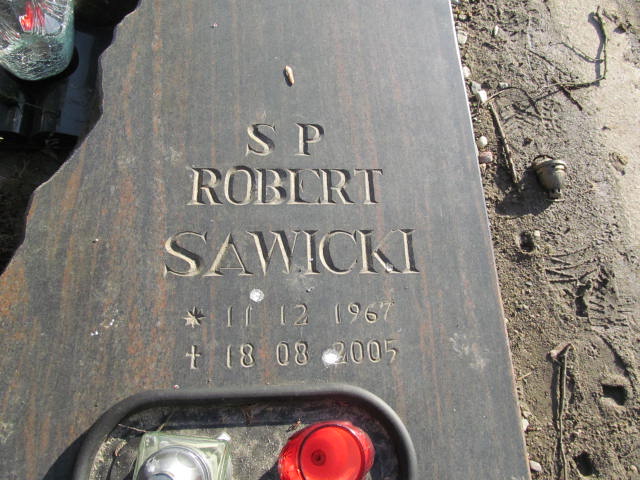 S P
ROBERT
SAWICKI
* 11 12 1967
✝ 18 08 2005